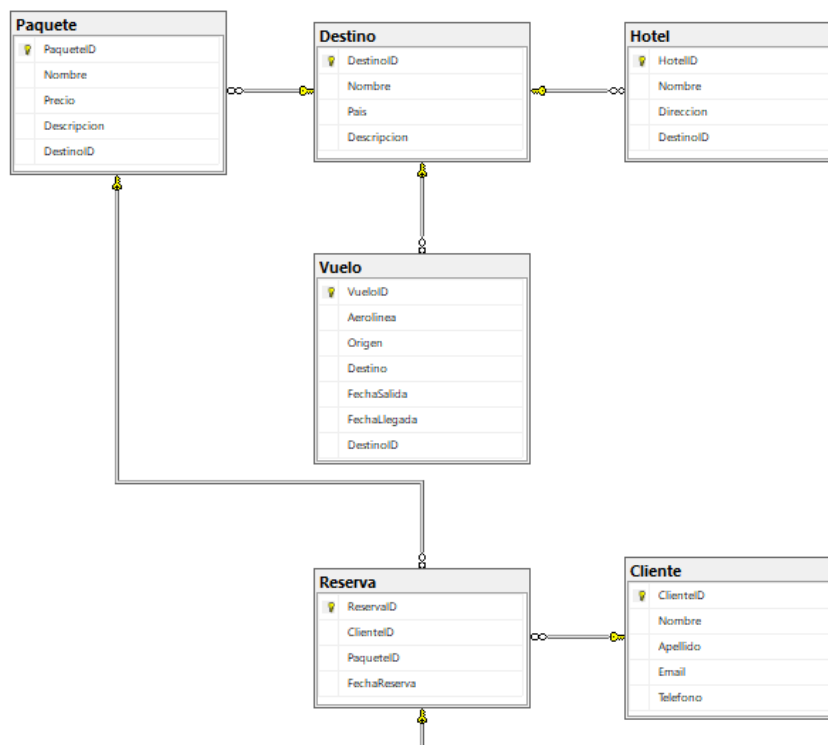 Paquete
PaqueteID
Nombre
Precio
Descripcion
DestinoID
Destino
DestinoID
Nombre
Pais
Descripcion
Hotel
HotelID
Nombre
Direccion
DestinoID
Vuelo
VueloID
Aerolinea
Origen
Destino
FechaSalida
FechaLlegada
DestinoID
Reserva
ReservaID
ClienteID
PaqueteID
FechaReserva
Cliente
ClienteID
Nombre
Apellido
Email
Telefono